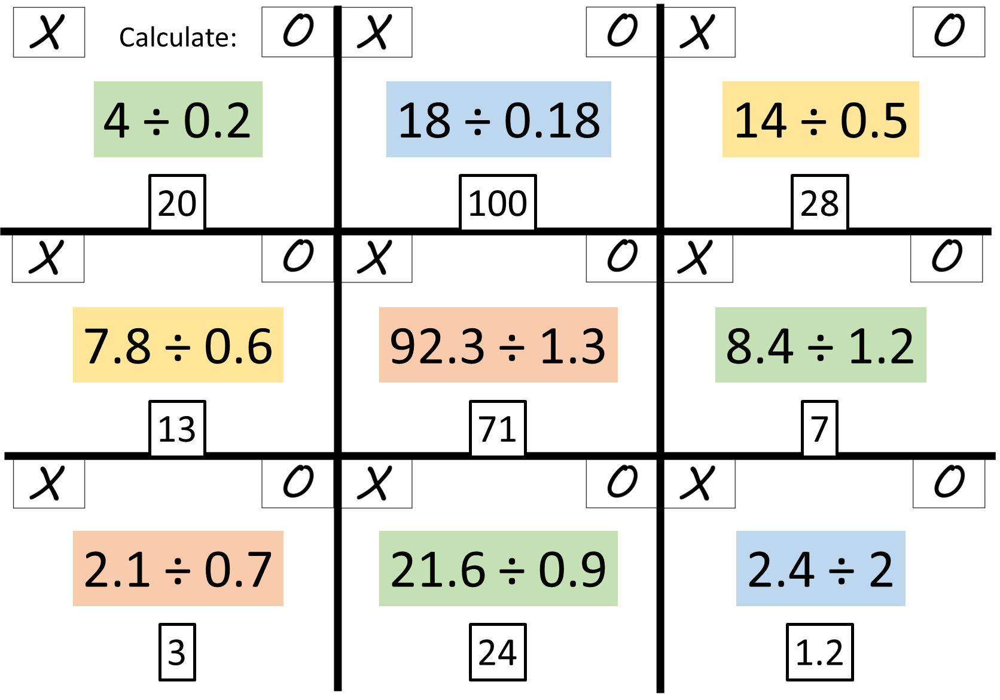 X Calculate: O X O X O
4 ÷ 0.2 18 ÷ 0.18 14 ÷ 0.5
20 100 28
X O X O X O
7.8 ÷ 0.6 92.3 ÷ 1.3 8.4 ÷ 1.2
13 71 7
X O X O X O
2.1 ÷ 0.7 21.6 ÷ 0.9 2.4 ÷ 2
3 24 1.2